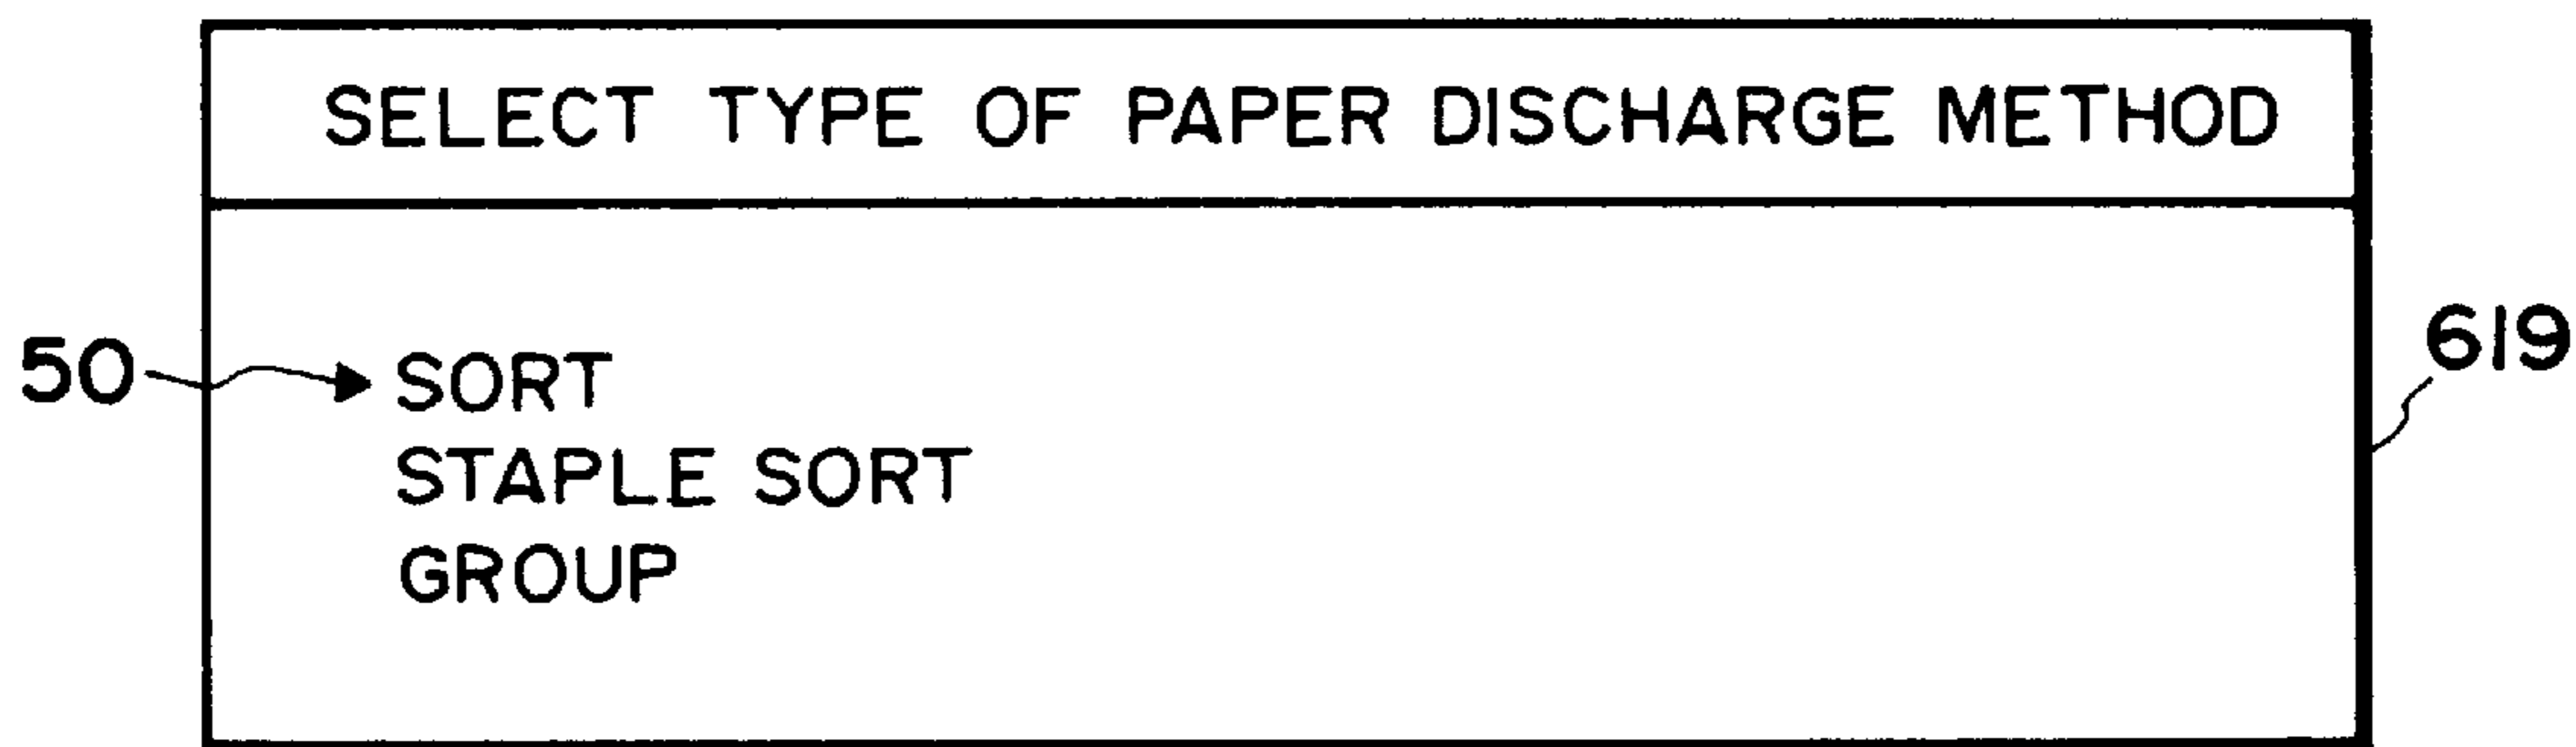 SELECT TYPE OF PAPER DISCHARGE METHOD
50
SORT
619
STAPLE SORT
GROUP